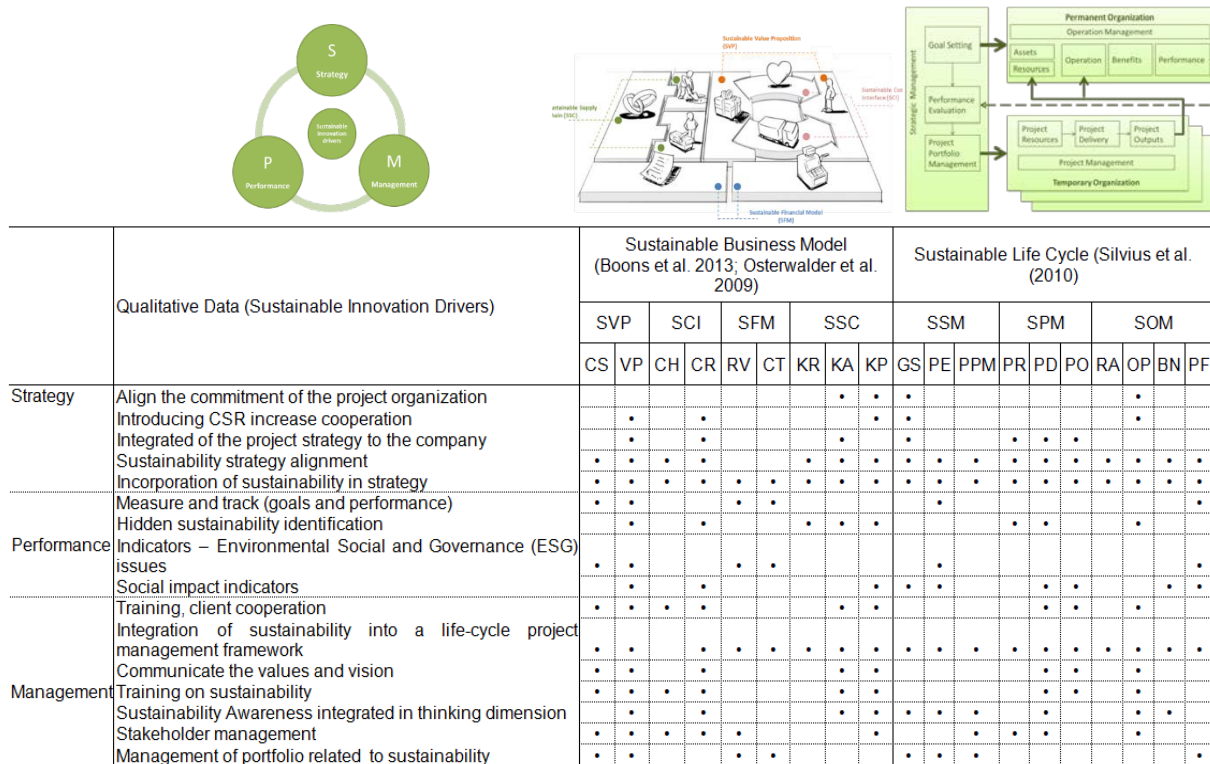 S
Strategy
Sustainable
Innovation
drivers
P
Performance
M
Management
Sustainable Value Proposition
(SVP)
Sustainable Cus
Interface (SCI)
stainable Supply
hain (SSC)
Sustainable Financial Model
(SFM)
Strategic Management
Goal Setting
Performance
Evaluation
Project
Portfolio
Management
Permanent Organization
Operation Management
Assets
Resources
Operation
Benefits
Performance
Project
Resources
Project
Delivery
Project
Outputs
Project Management
Temporary Organization
Qualitative Data (Sustainable Innovation Drivers)
Sustainable Business Model
(Boons et al. 2013; Osterwalder et al.
2009)
Sustainable Life Cycle (Silvius et al.
(2010)
SVP SCI SFM SSC SSM SPM SOM
CS VP CH CR RV CT KR KA KP GS PE PPM PR PD PO RA OP BN PF
Strategy
Align the commitment of the project organization
Introducing CSR increase cooperation
Integrated of the project strategy to the company
Sustainability strategy alignment
Incorporation of sustainability in strategy
Performance
Measure and track (goals and performance)
Hidden sustainability identification
Indicators – Environmental Social and Governance (ESG)
issues
Social impact indicators
Management
Training, client cooperation
Integration of sustainability into a life-cycle project
management framework
Communicate the values and vision
Training on sustainability
Sustainability Awareness integrated in thinking dimension
Stakeholder management
Management of portfolio related to sustainability